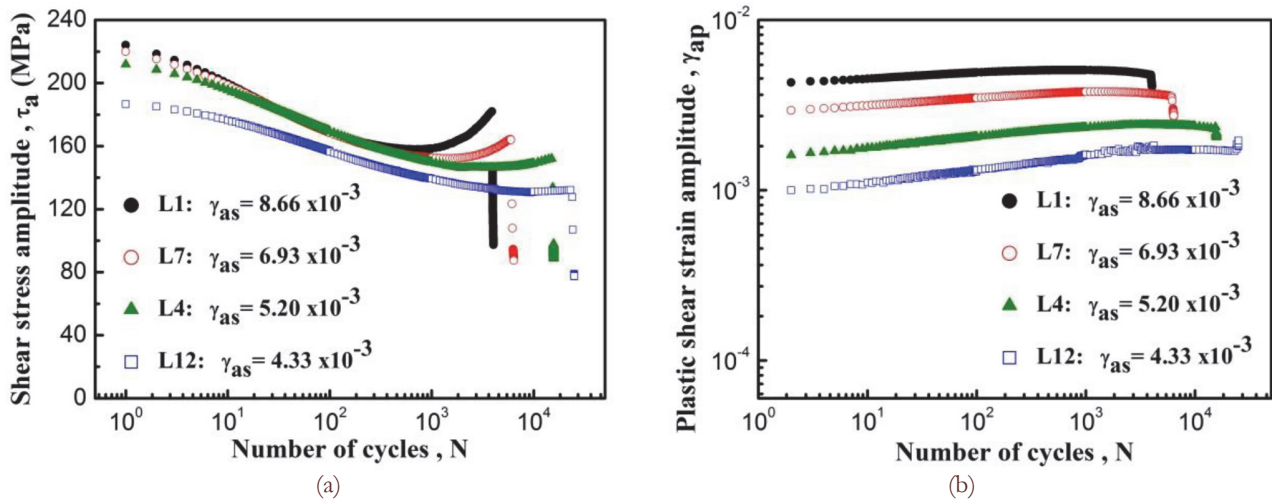 240
200
160
120
80
40
0
Shear stress amplitude , τa (MPa)
L1: γas= 8.66 x10-3
L7: γas= 6.93 x10-3
L4: γas= 5.20 x10-3
L12: γas= 4.33 x10-3
10^0 10^1 10^2 10^3 10^4
Number of cycles , N
(a)
10^-2
10^-3
10^-4
Plastic shear strain amplitude , γap
L1: γas= 8.66 x10-3
L7: γas= 6.93 x10-3
L4: γas= 5.20 x10-3
L12: γas= 4.33 x10-3
10^0 10^1 10^2 10^3 10^4
Number of cycles , N
(b)